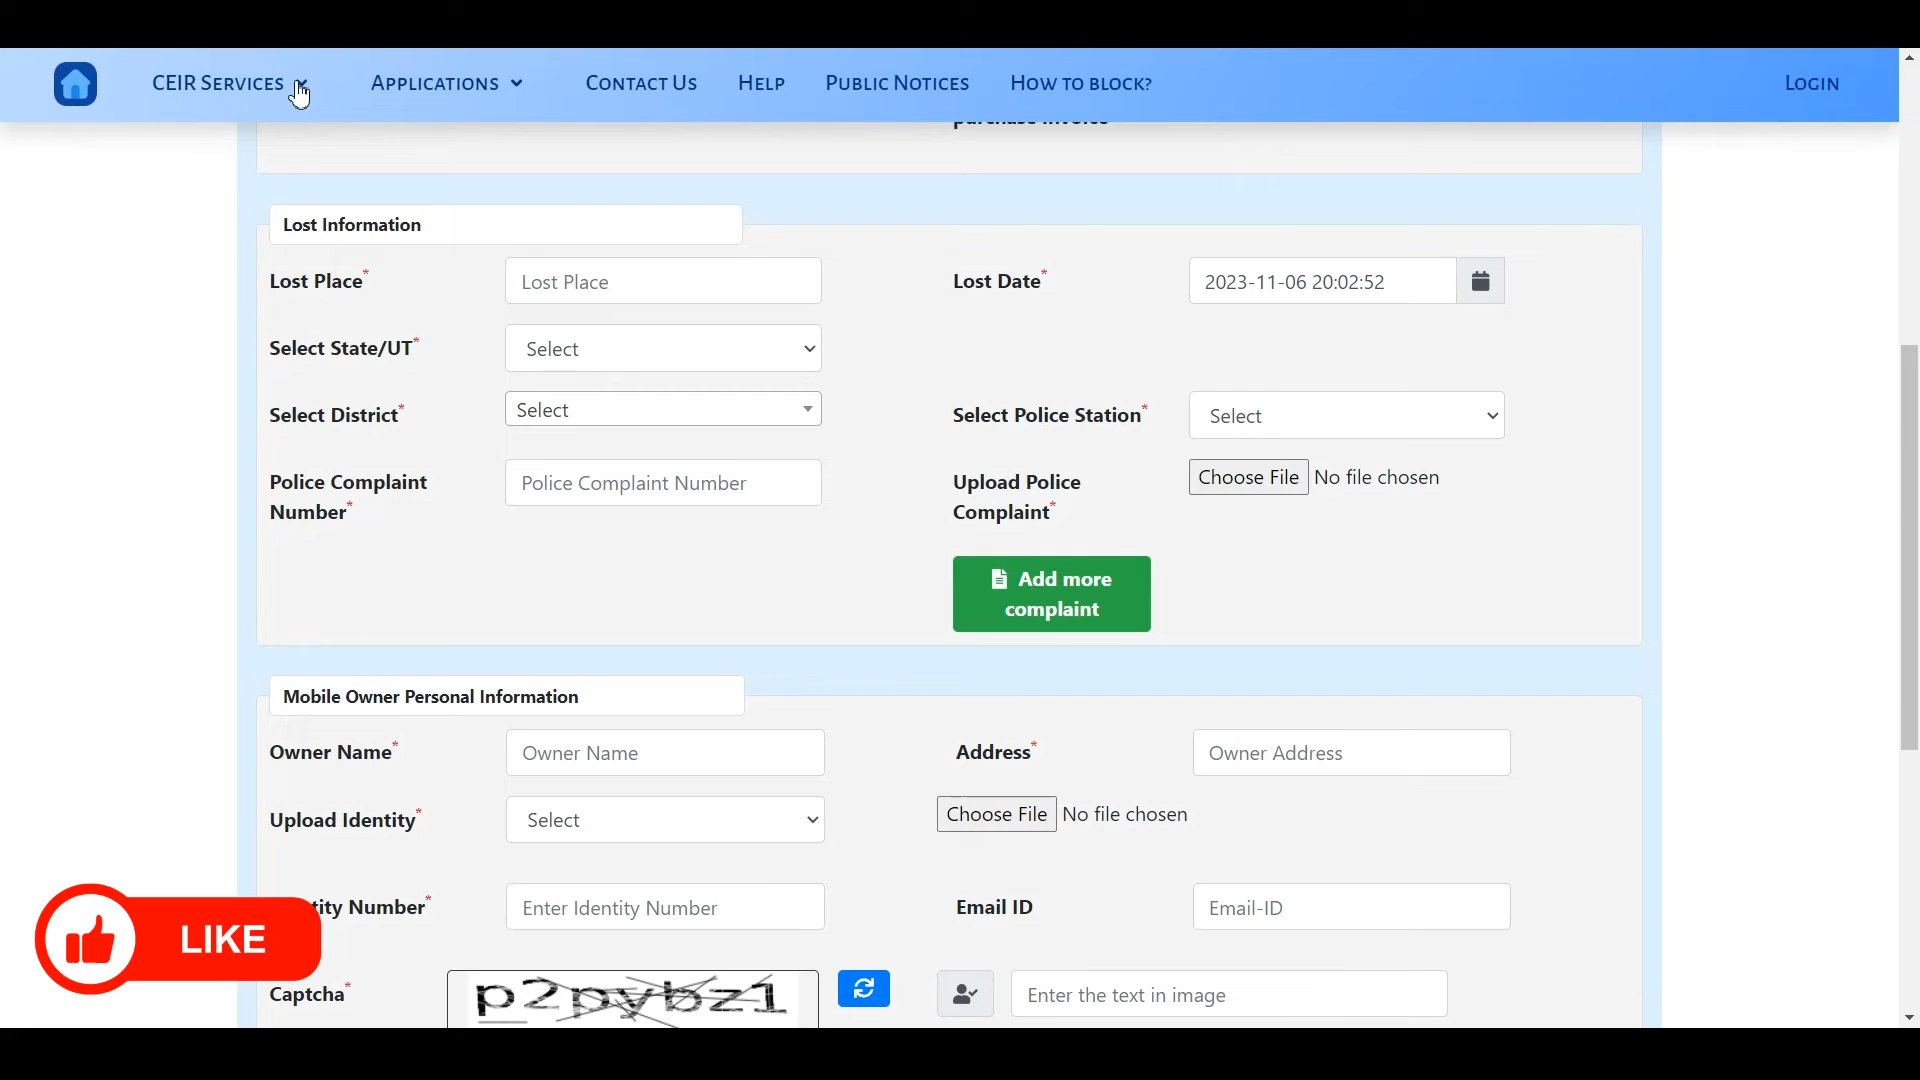 CEIR Services Applications Contact Us Help Public Notices How to block? Login
purchase invoice
Lost Information
Lost Place* Lost Place Lost Date* 2023-11-06 20:02:52
Select State/UT* Select
Select District* Select Select Police Station* Select
Police Complaint Number* Police Complaint Number Upload Police Complaint* Choose File No file chosen
Add more
complaint
Mobile Owner Personal Information
Owner Name* Owner Name Address* Owner Address
Upload Identity* Select Choose File No file chosen
tity Number* Enter Identity Number Email ID Email-ID
LIKE
Captcha* p2pybz1 Enter the text in image